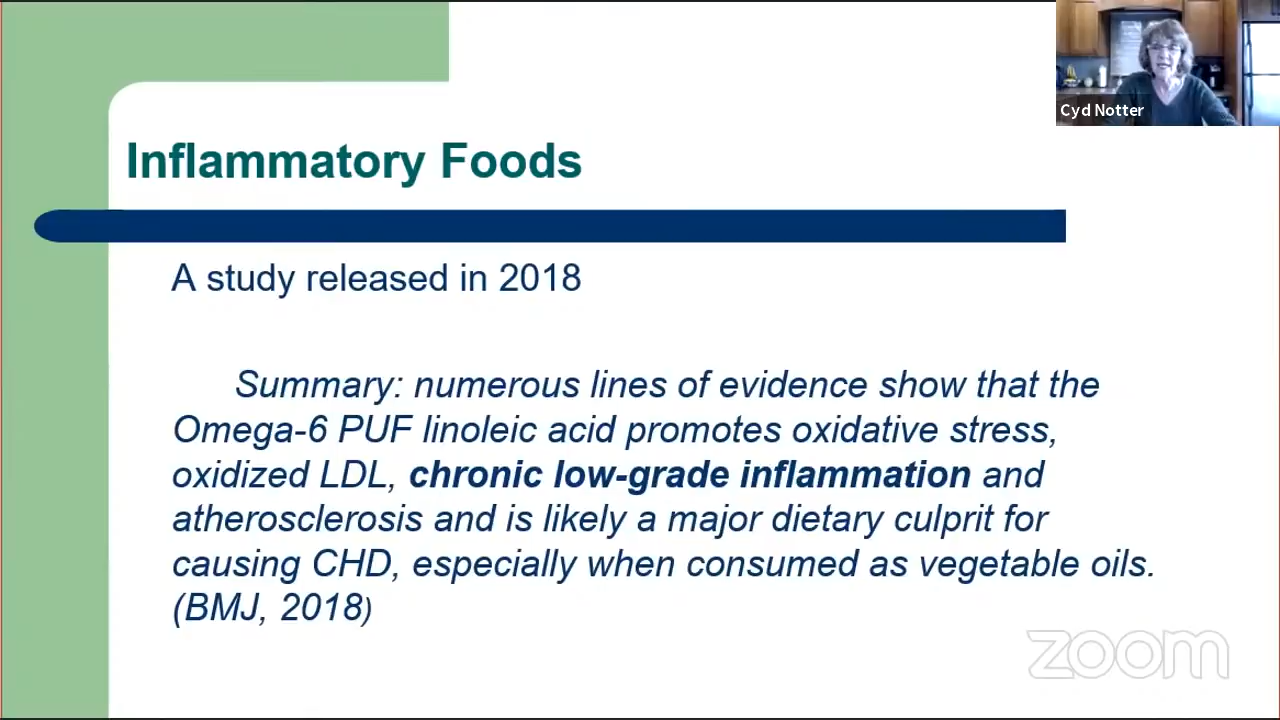 Cyd Notter
Inflammatory Foods
A study released in 2018
Summary: numerous lines of evidence show that the
Omega-6 PUF linoleic acid promotes oxidative stress,
oxidized LDL, chronic low-grade inflammation and
atherosclerosis and is likely a major dietary culprit for
causing CHD, especially when consumed as vegetable oils.
(BMJ, 2018)
zoom